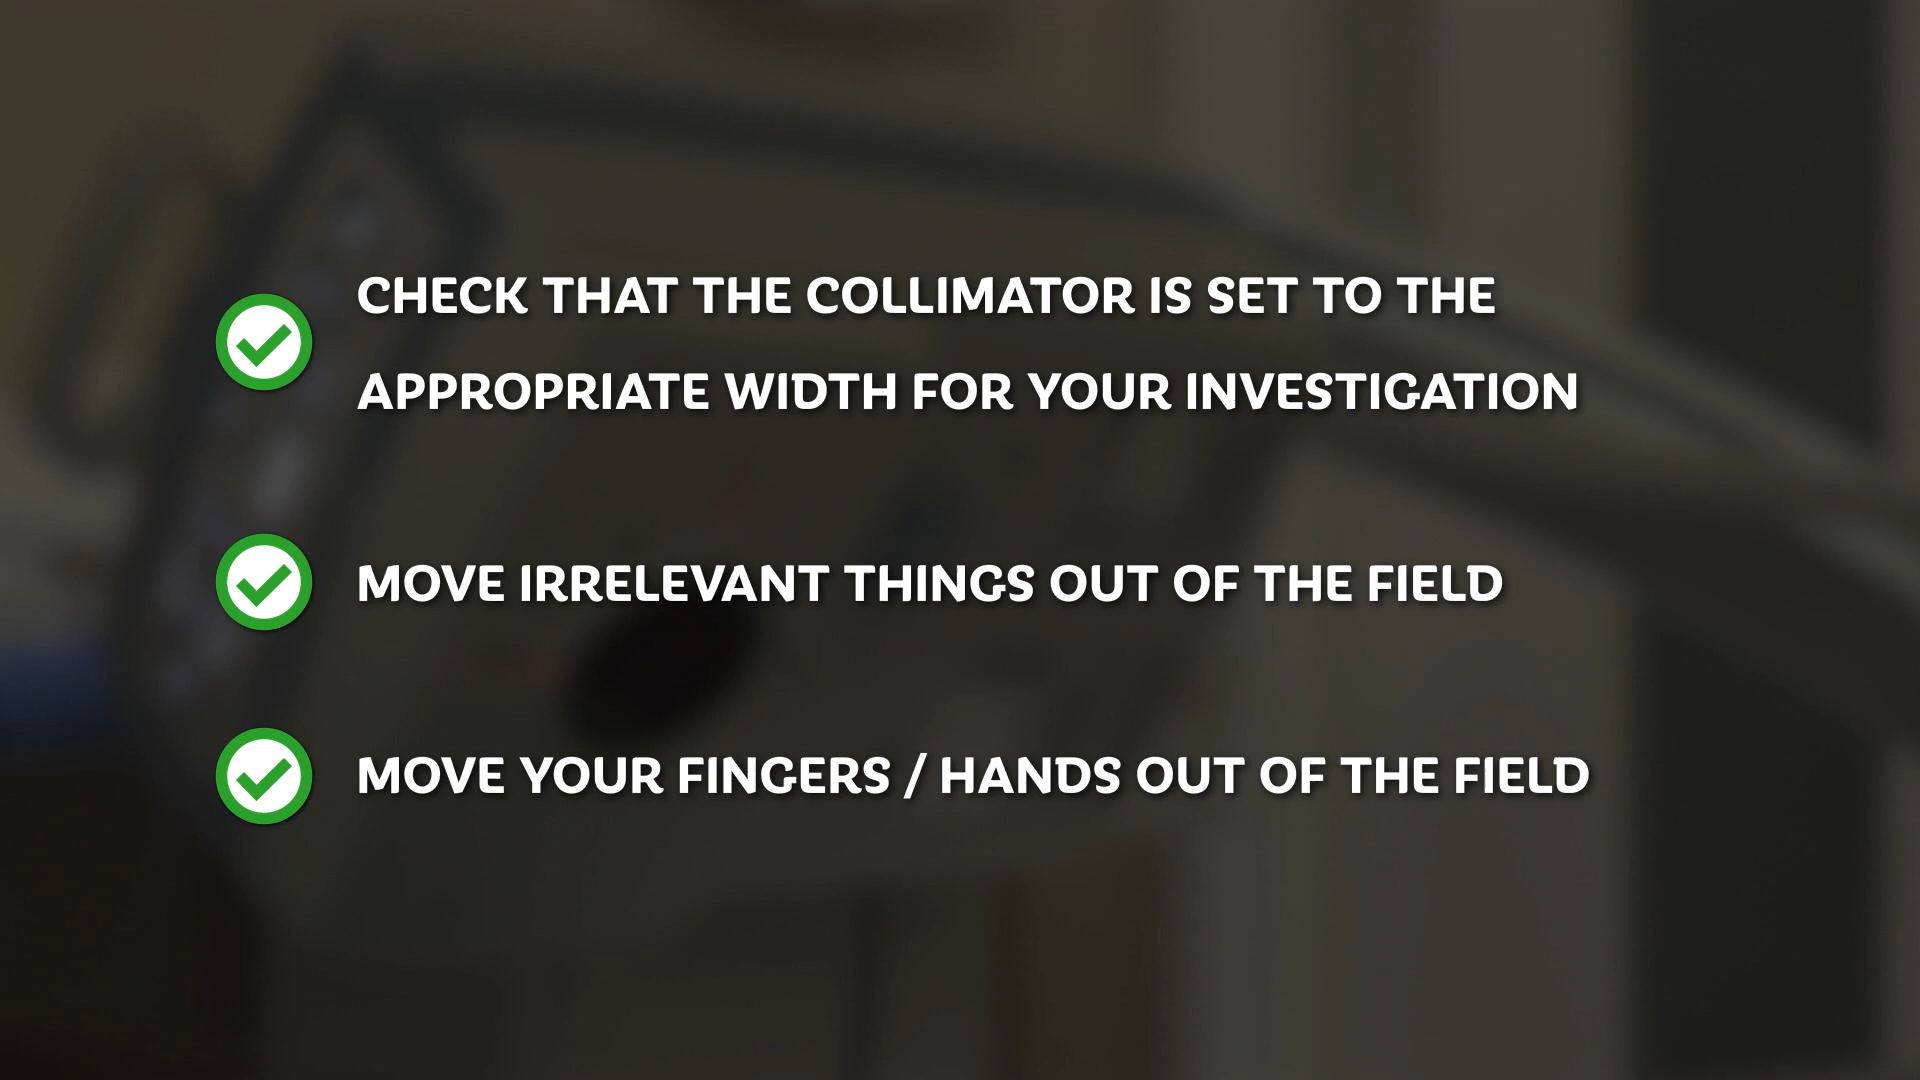 CHECK THAT THE COLLIMATOR IS SET TO THE
APPROPRIATE WIDTH FOR YOUR INVESTIGATION
MOVE IRRELEVANT THINGS OUT OF THE FIELD
MOVE YOUR FINGERS / HANDS OUT OF THE FIELD